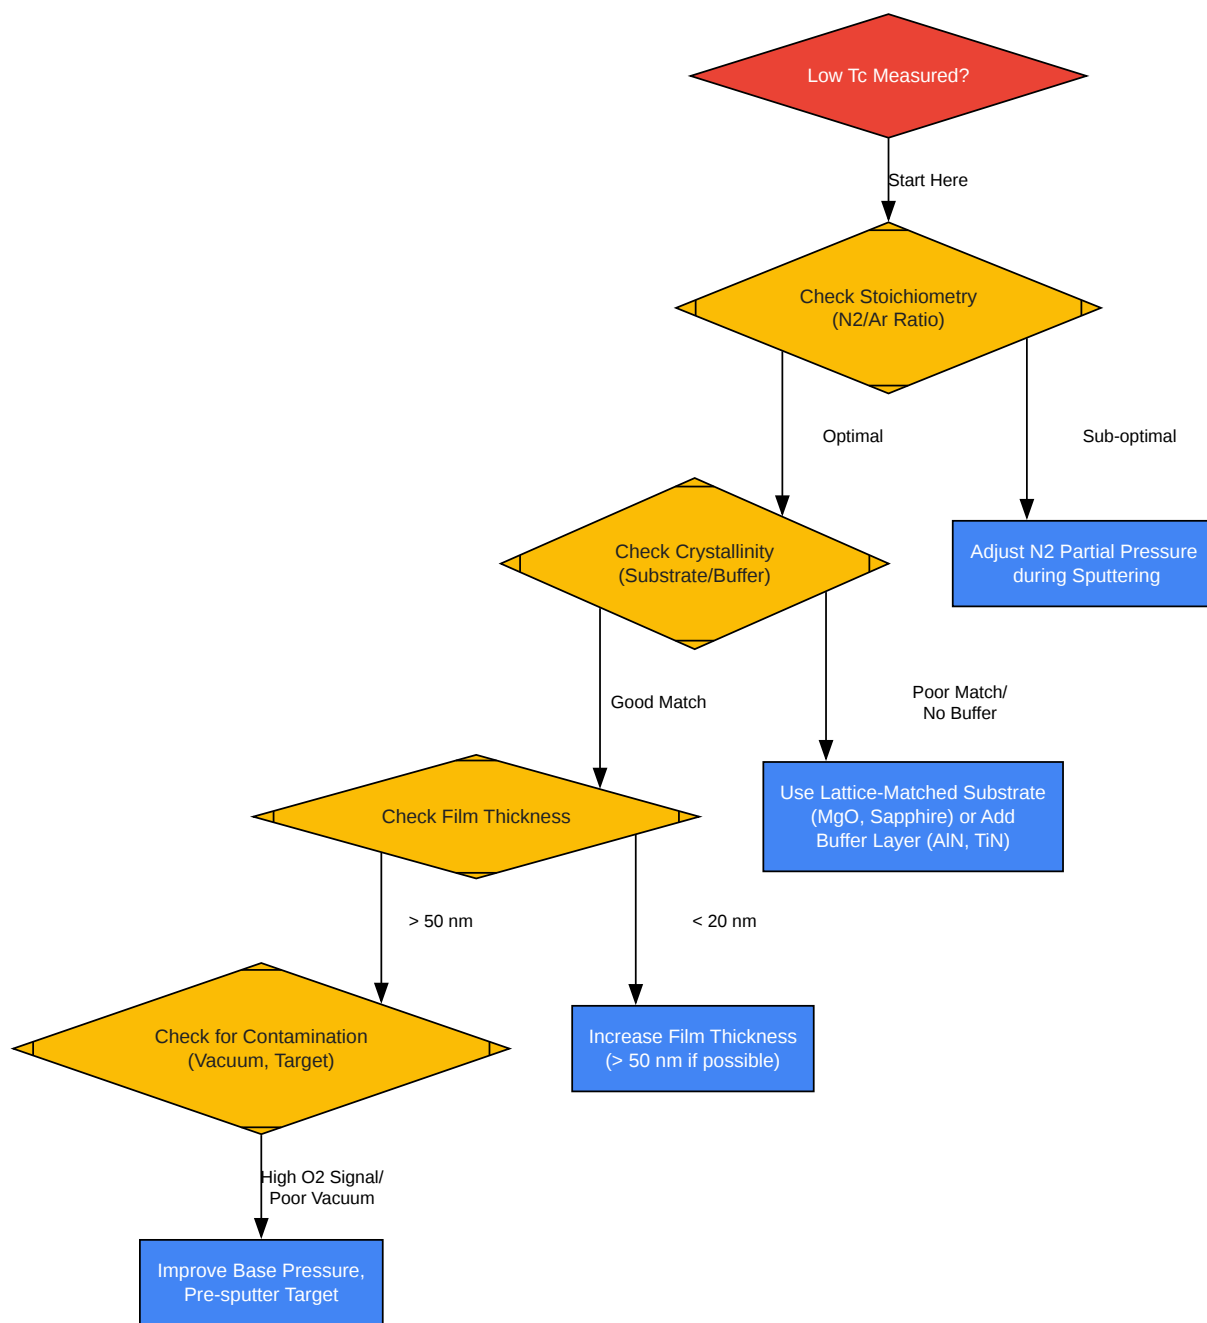 Low Tc Measured?
Start Here
Check Stoichiometry
(N2/Ar Ratio)
Optimal
Sub-optimal
Check Crystallinity
(Substrate/Buffer)
Adjust N2 Partial Pressure
during Sputtering
Good Match
Poor Match/
No Buffer
Check Film Thickness
Use Lattice-Matched Substrate
(MgO, Sapphire) or Add
Buffer Layer (AlN, TiN)
> 50 nm
< 20 nm
Check for Contamination
(Vacuum, Target)
Increase Film Thickness
(> 50 nm if possible)
High O2 Signal/
Poor Vacuum
Improve Base Pressure,
Pre-sputter Target